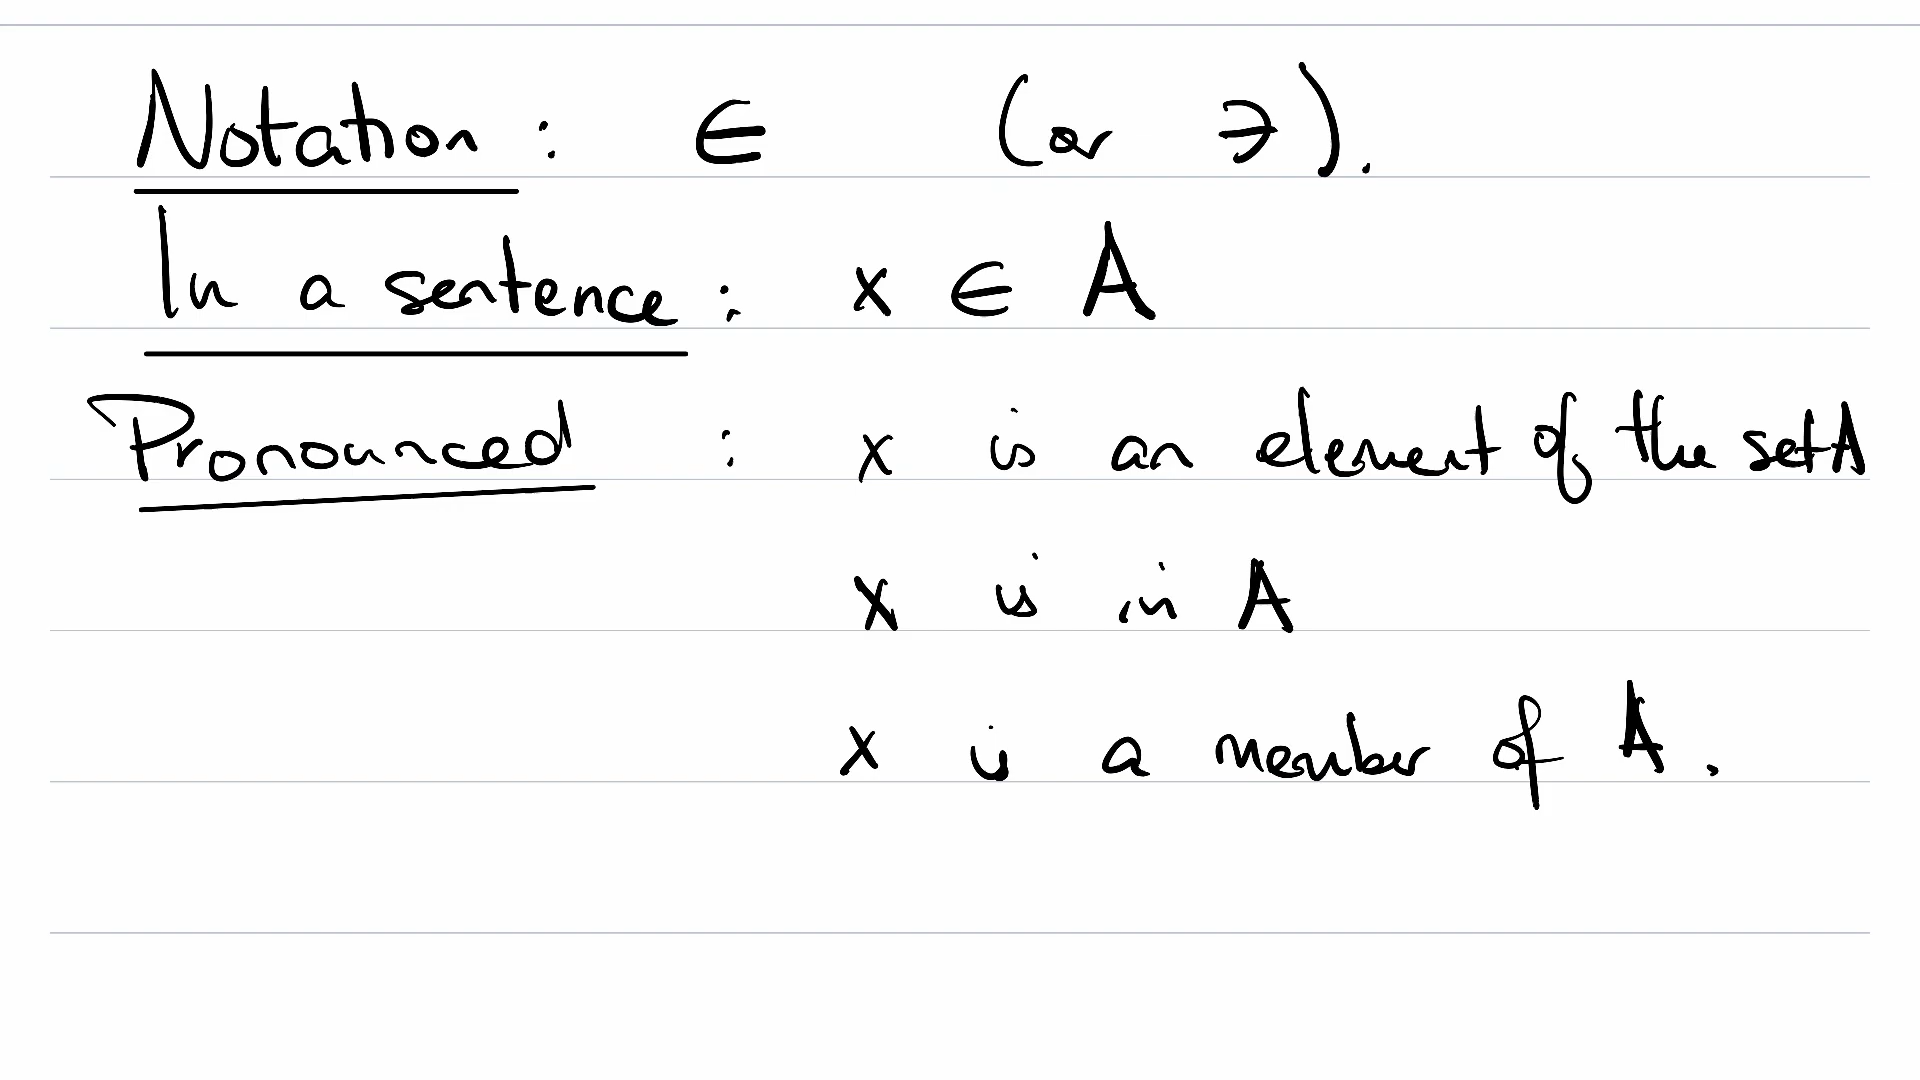 Notation : ∈ (or ∋).
In a sentence : x ∈ A
Pronounced : x is an element of the set A
x is in A
x is a member of A.